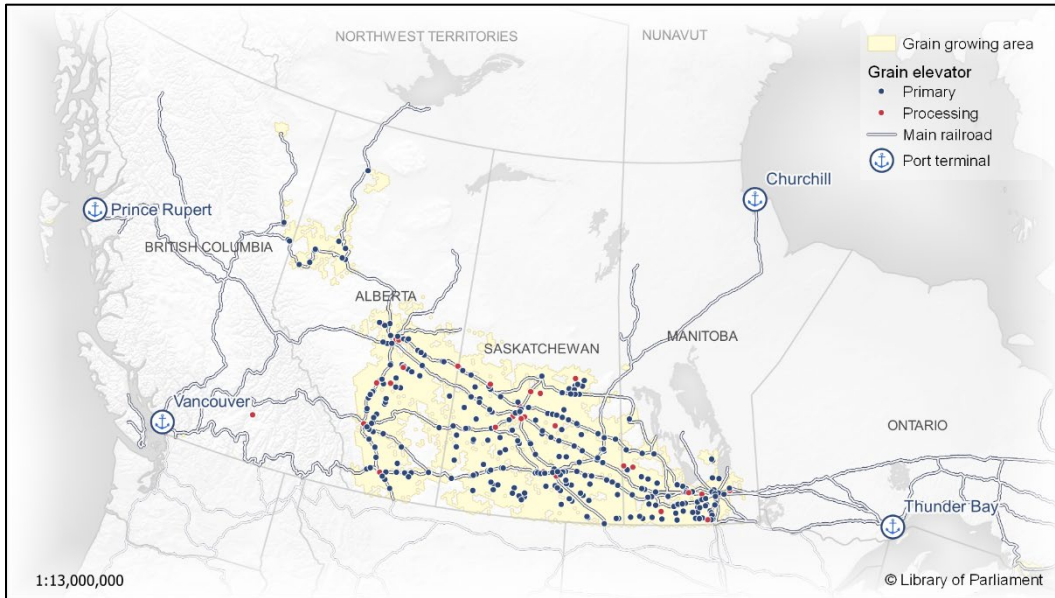 NORTHWEST TERRITORIES
NUNAVUT
Grain growing area
Grain elevator
Primary
Processing
Main railroad
Port terminal
Churchill
Prince Rupert
BRITISH COLUMBIA
ALBERTA
SASKATCHEWAN
MANITOBA
Vancouver
ONTARIO
Thunder Bay
1:13,000,000
© Library of Parliament